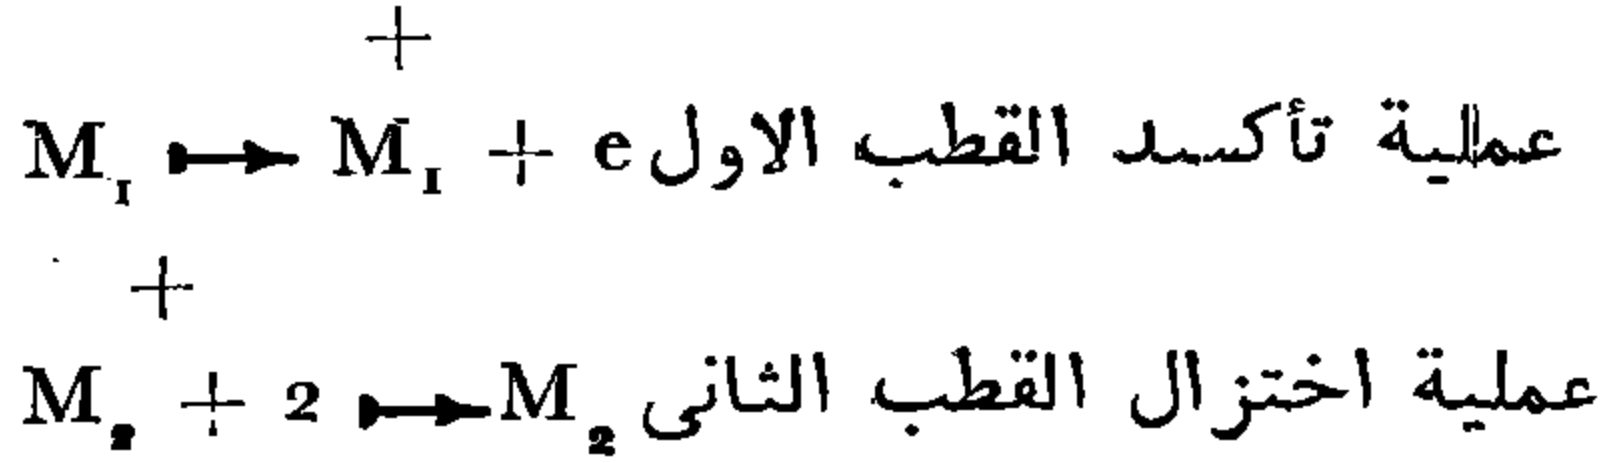 M₁ → M₁⁺ + e عملية تأكسد القطب الاول
M₂⁺ + 2 → M₂ عملية اختزال القطب الثانى